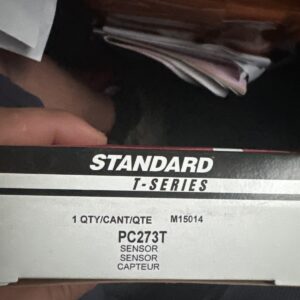 STANDARD
T-SERIES
1 QTY/CANT/QTE M15014
PC273T
SENSOR
SENSOR
CAPTEUR